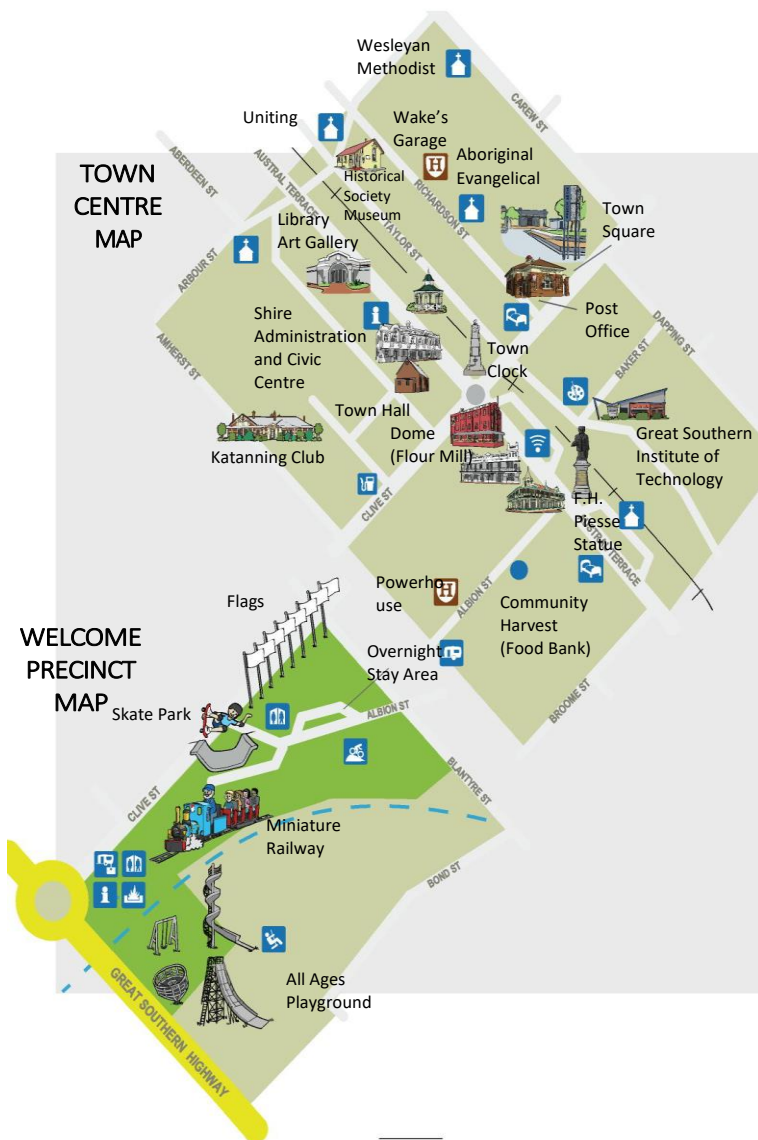 Wesleyan
Methodist
CAREW ST
Uniting
Wake's
Garage
H
Aboriginal
Evangelical
ABERDEEN ST
AUSTRAL TERRACE
TOWN
CENTRE
MAP
Historical
Society
Museum
RICHARDSON ST
TAYLOR ST
Town
Square
Library
Art Gallery
ARBOUR ST
Shire
Administration
and Civic
Centre
i
Post
Office
DAPPING ST
AMHERST ST
Town
Clock
BAKER ST
Town Hall
Dome
(Flour Mill)
Katanning Club
Great Southern
Institute of
Technology
CLIVE ST
F.H.
Piesse
Statue
TERRACE
Flags
Powerho
use
H
ALBION ST
Community
Harvest
(Food Bank)
WELCOME
PRECINCT
MAP
Overnight
Stay Area
Skate Park
ALBION ST
BROOME ST
CLIVE ST
BLANTYRE ST
Miniature
Railway
BOND ST
i
All Ages
Playground
GREAT SOUTHERN HIGHWAY